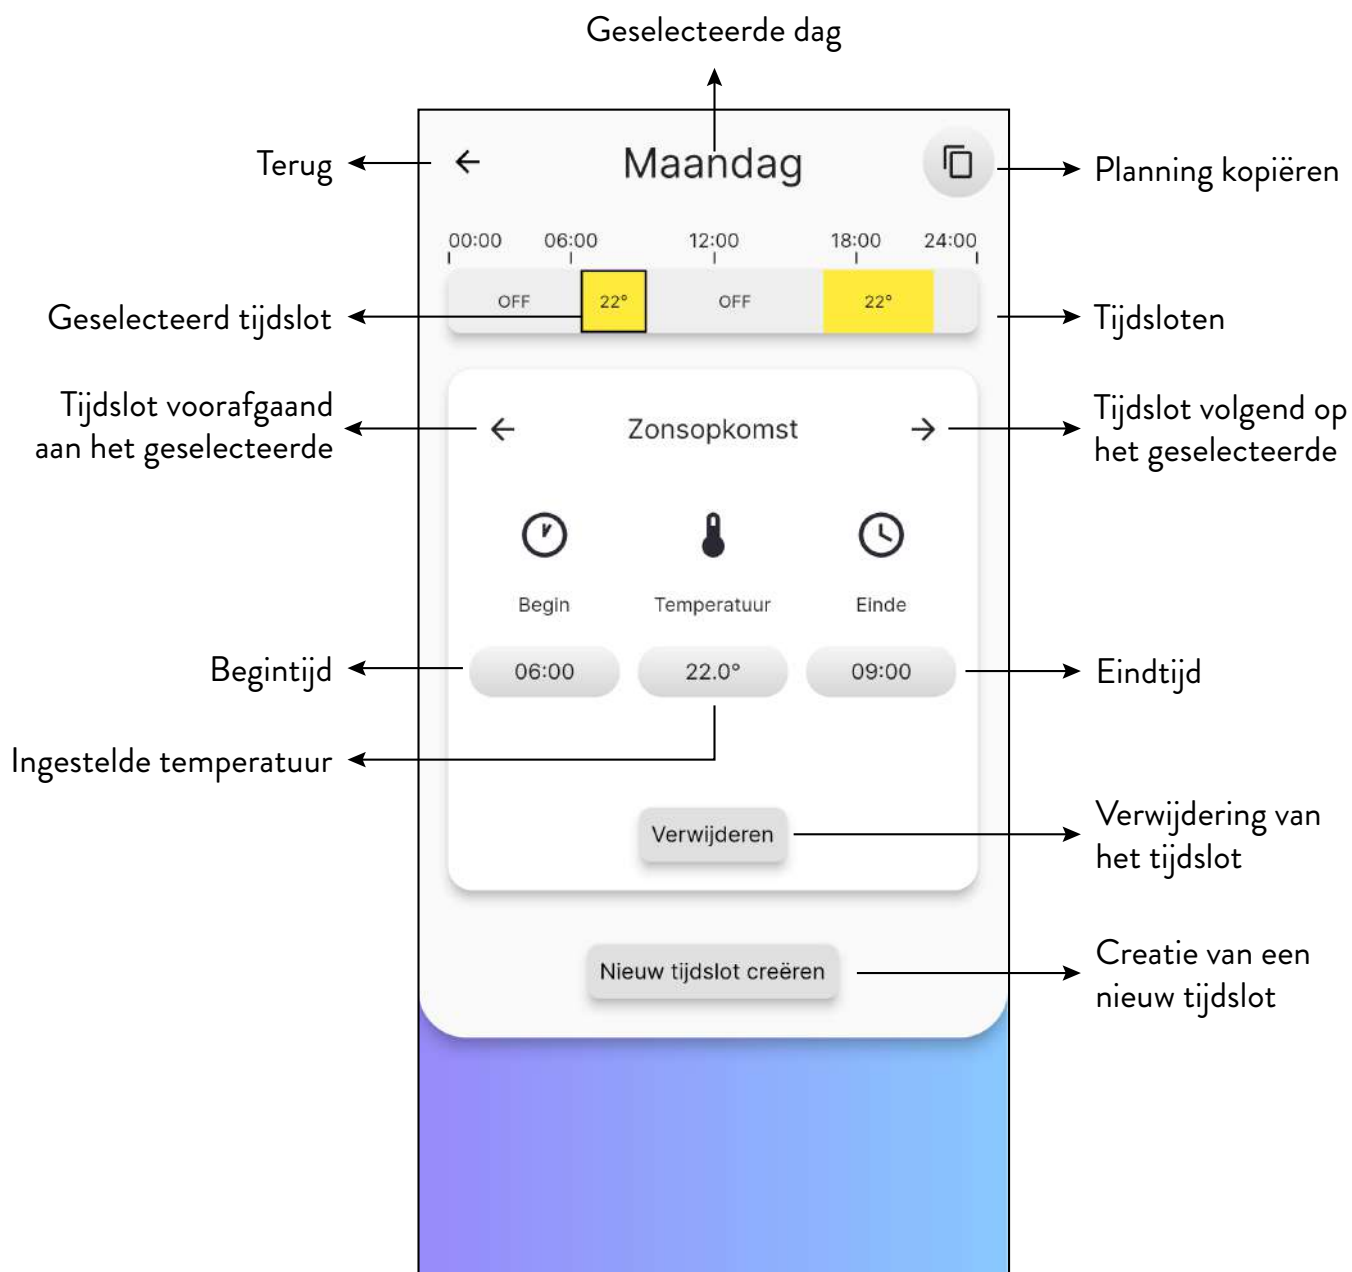 Geselecteerde dag
Terug
Maandag
Planning kopiëren
00:00 06:00 12:00 18:00 24:00
OFF 22° OFF 22°
Geselecteerd tijdslot
Tijdsloten
Tijdslot voorafgaand
aan het geselecteerde
Zonsopkomst
Tijdslot volgend op
het geselecteerde
Begin Temperatuur Einde
Begintijd
06:00 22.0° 09:00
Eindtijd
Ingestelde temperatuur
Verwijderen
Verwijdering van
het tijdslot
Nieuw tijdslot creëren
Creatie van een
nieuw tijdslot